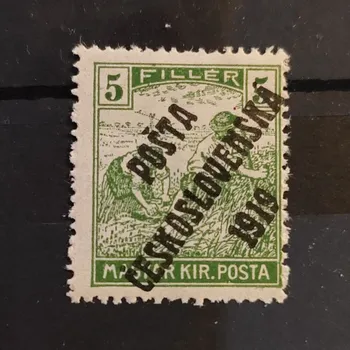 5 FILLÉR 5
POŠTA
ČESKOSLOVENSKÁ
1919
MAGYAR KIR. POSTA